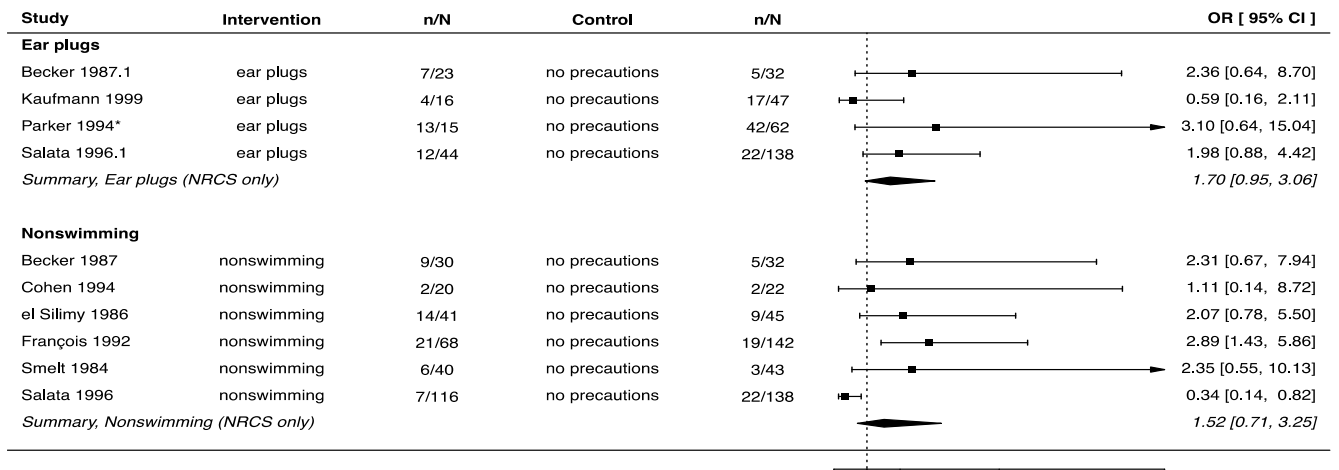 Study Intervention n/N Control n/N OR [ 95% CI ]
Ear plugs
Becker 1987.1 ear plugs 7/23 no precautions 5/32 2.36 [0.64, 8.70]
Kaufmann 1999 ear plugs 4/16 no precautions 17/47 0.59 [0.16, 2.11]
Parker 1994* ear plugs 13/15 no precautions 42/62 3.10 [0.64, 15.04]
Salata 1996.1 ear plugs 12/44 no precautions 22/138 1.98 [0.88, 4.42]
Summary, Ear plugs (NRCS only) 1.70 [0.95, 3.06]
Nonswimming
Becker 1987 nonswimming 9/30 no precautions 5/32 2.31 [0.67, 7.94]
Cohen 1994 nonswimming 2/20 no precautions 2/22 1.11 [0.14, 8.72]
el Silimy 1986 nonswimming 14/41 no precautions 9/45 2.07 [0.78, 5.50]
François 1992 nonswimming 21/68 no precautions 19/142 2.89 [1.43, 5.86]
Smelt 1984 nonswimming 6/40 no precautions 3/43 2.35 [0.55, 10.13]
Salata 1996 nonswimming 7/116 no precautions 22/138 0.34 [0.14, 0.82]
Summary, Nonswimming (NRCS only) 1.52 [0.71, 3.25]